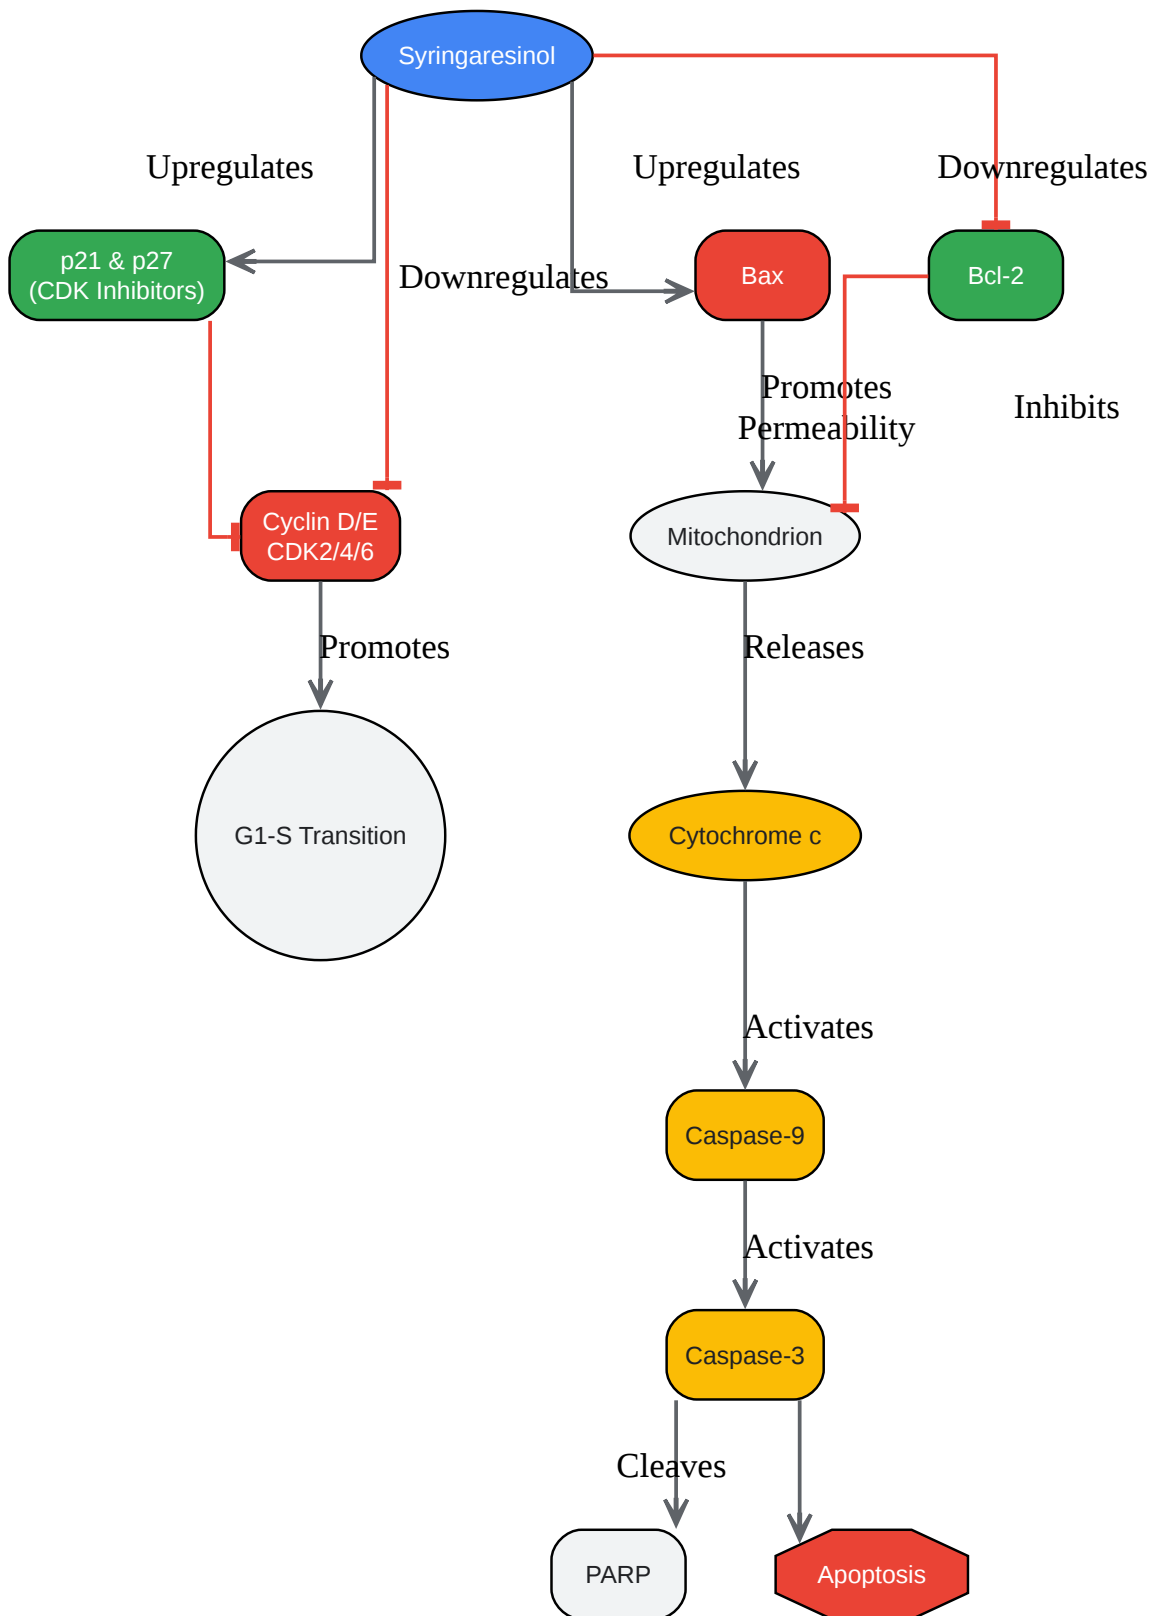 Syringaresinol
Upregulates
Upregulates
Downregulates
p21 & p27
(CDK Inhibitors)
Downregulates
Bax
Bcl-2
Promotes
Permeability
Inhibits
Cyclin D/E
CDK2/4/6
Mitochondrion
Promotes
Releases
G1-S Transition
Cytochrome c
Activates
Caspase-9
Activates
Caspase-3
Cleaves
PARP
Apoptosis